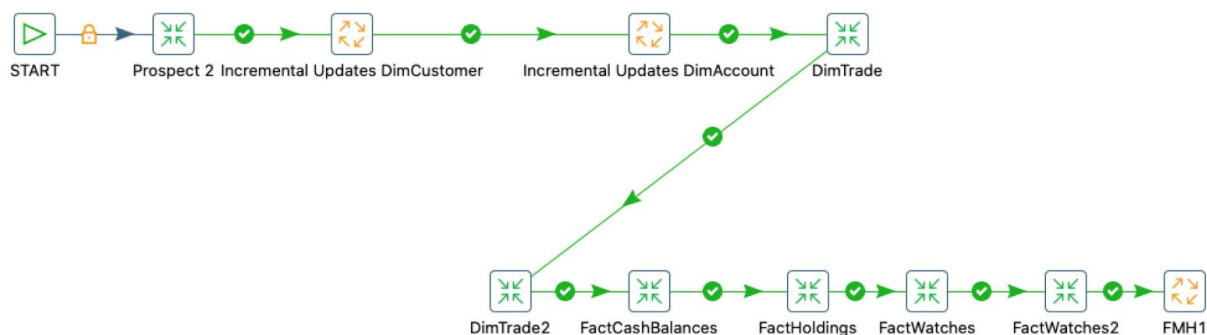 START
Prospect 2
Incremental Updates DimCustomer
Incremental Updates DimAccount
DimTrade
DimTrade2
FactCashBalances
FactHoldings
FactWatches
FactWatches2
FMH1